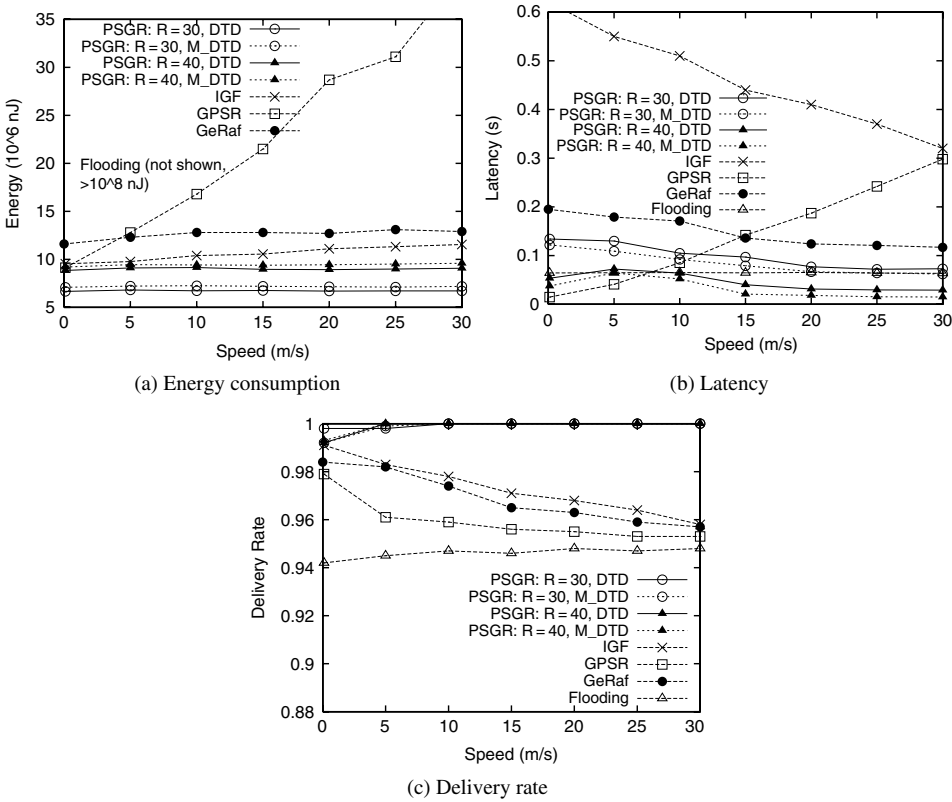 35
30
25
20
15
10
5
Energy (10^6 nJ)
PSGR: R = 30, DTD
PSGR: R = 30, M_DTD
PSGR: R = 40, DTD
PSGR: R = 40, M_DTD
IGF
GPSR
GeRaf
Flooding (not shown,
>10^8 nJ)
0 5 10 15 20 25 30
Speed (m/s)
(a) Energy consumption
0.6
0.5
0.4
0.3
0.2
0.1
0
Latency (s)
PSGR: R = 30, DTD
PSGR: R = 30, M_DTD
PSGR: R = 40, DTD
PSGR: R = 40, M_DTD
IGF
GPSR
GeRaf
Flooding
0 5 10 15 20 25 30
Speed (m/s)
(b) Latency
1
0.98
0.96
0.94
0.92
0.9
0.88
Delivery Rate
PSGR: R = 30, DTD
PSGR: R = 30, M_DTD
PSGR: R = 40, DTD
PSGR: R = 40, M_DTD
IGF
GPSR
GeRaf
Flooding
0 5 10 15 20 25 30
Speed (m/s)
(c) Delivery rate